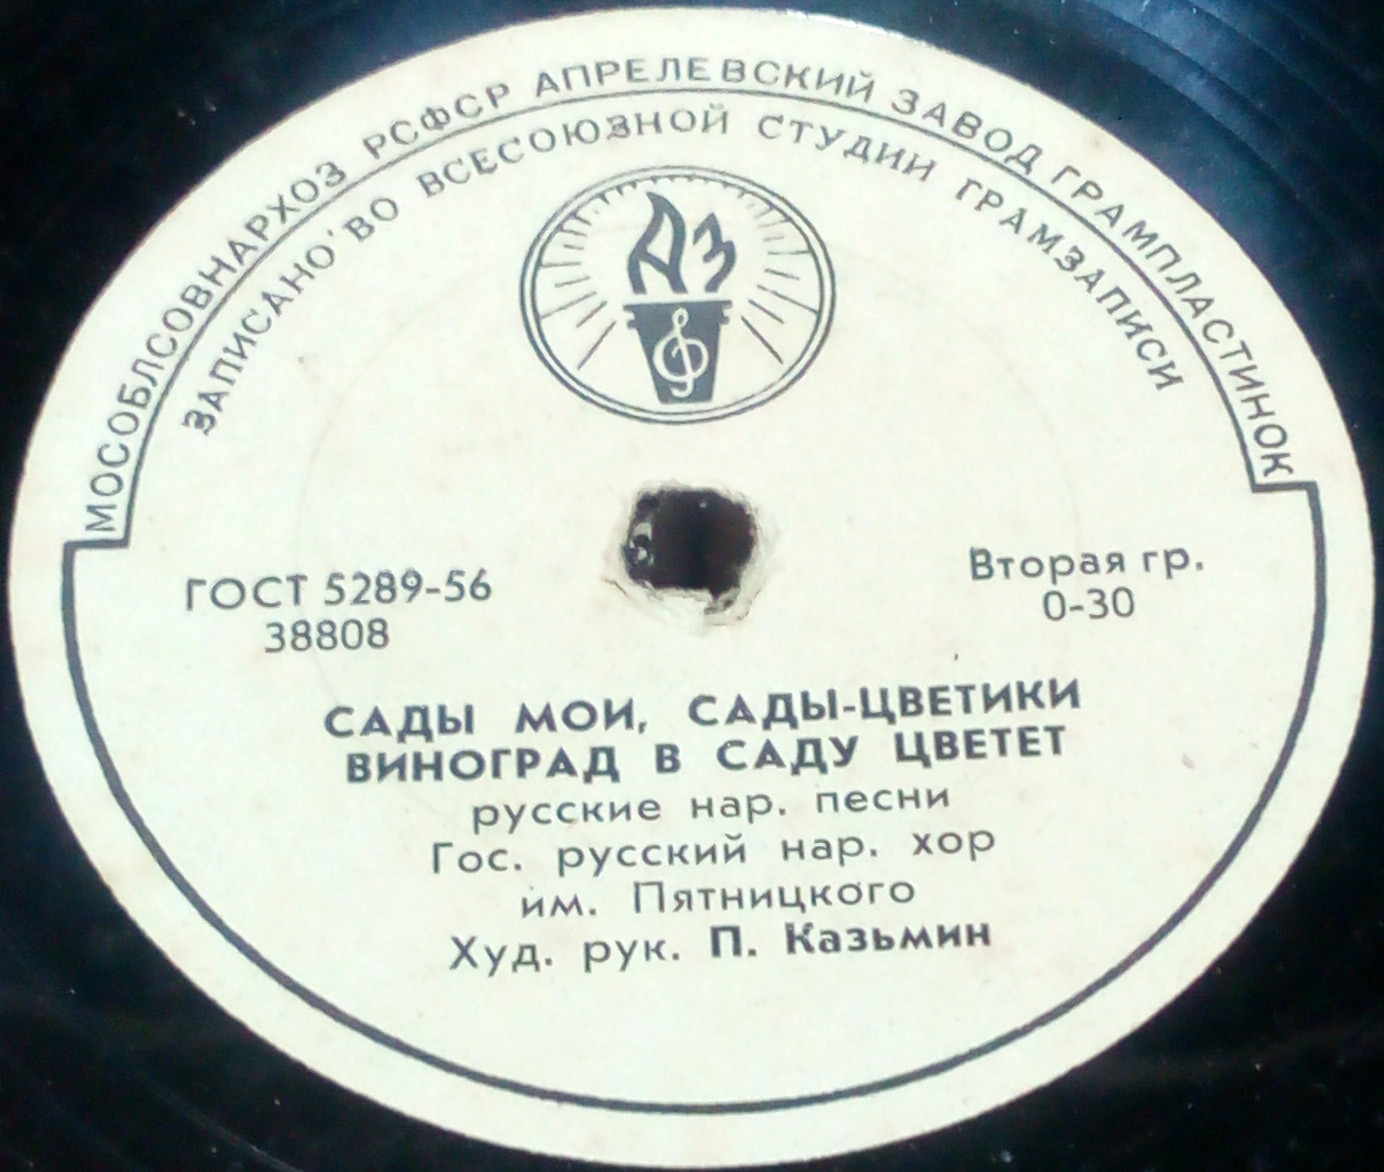 МОСОБЛСОВНАРХОЗ РСФСР АПРЕЛЕВСКИЙ ЗАВОД ГРАМПЛАСТИНОК
ЗАПИСАНО ВО ВСЕСОЮЗНОЙ СТУДИИ ГРАМЗАПИСИ
АЗ
ГОСТ 5289-56
38808
Вторая гр.
0-30
САДЫ МОИ, САДЫ-ЦВЕТИКИ
ВИНОГРАД В САДУ ЦВЕТЕТ
русские нар. песни
Гос. русский нар. хор
им. Пятницкого
Худ. рук. П. Казьмин